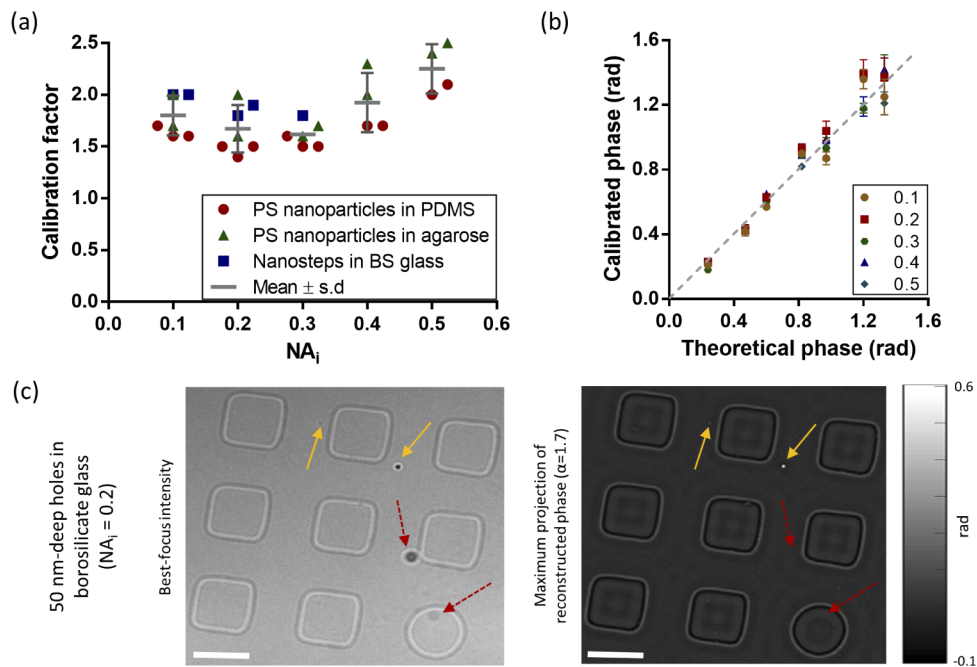 (a)
2.5
2.0
1.5
1.0
0.5
0.0
Calibration factor
0.0 0.1 0.2 0.3 0.4 0.5 0.6
NAi
PS nanoparticles in PDMS
PS nanoparticles in agarose
Nanosteps in BS glass
Mean ± s.d
(b)
1.6
1.2
0.8
0.4
0.0
Calibrated phase (rad)
0.0 0.4 0.8 1.2 1.6
Theoretical phase (rad)
0.1
0.2
0.3
0.4
0.5
(c)
50 nm-deep holes in
borosilicate glass
(NAi = 0.2)
Best-focus intensity
Maximum projection of
reconstructed phase (α=1.7)
0.6
rad
-0.1